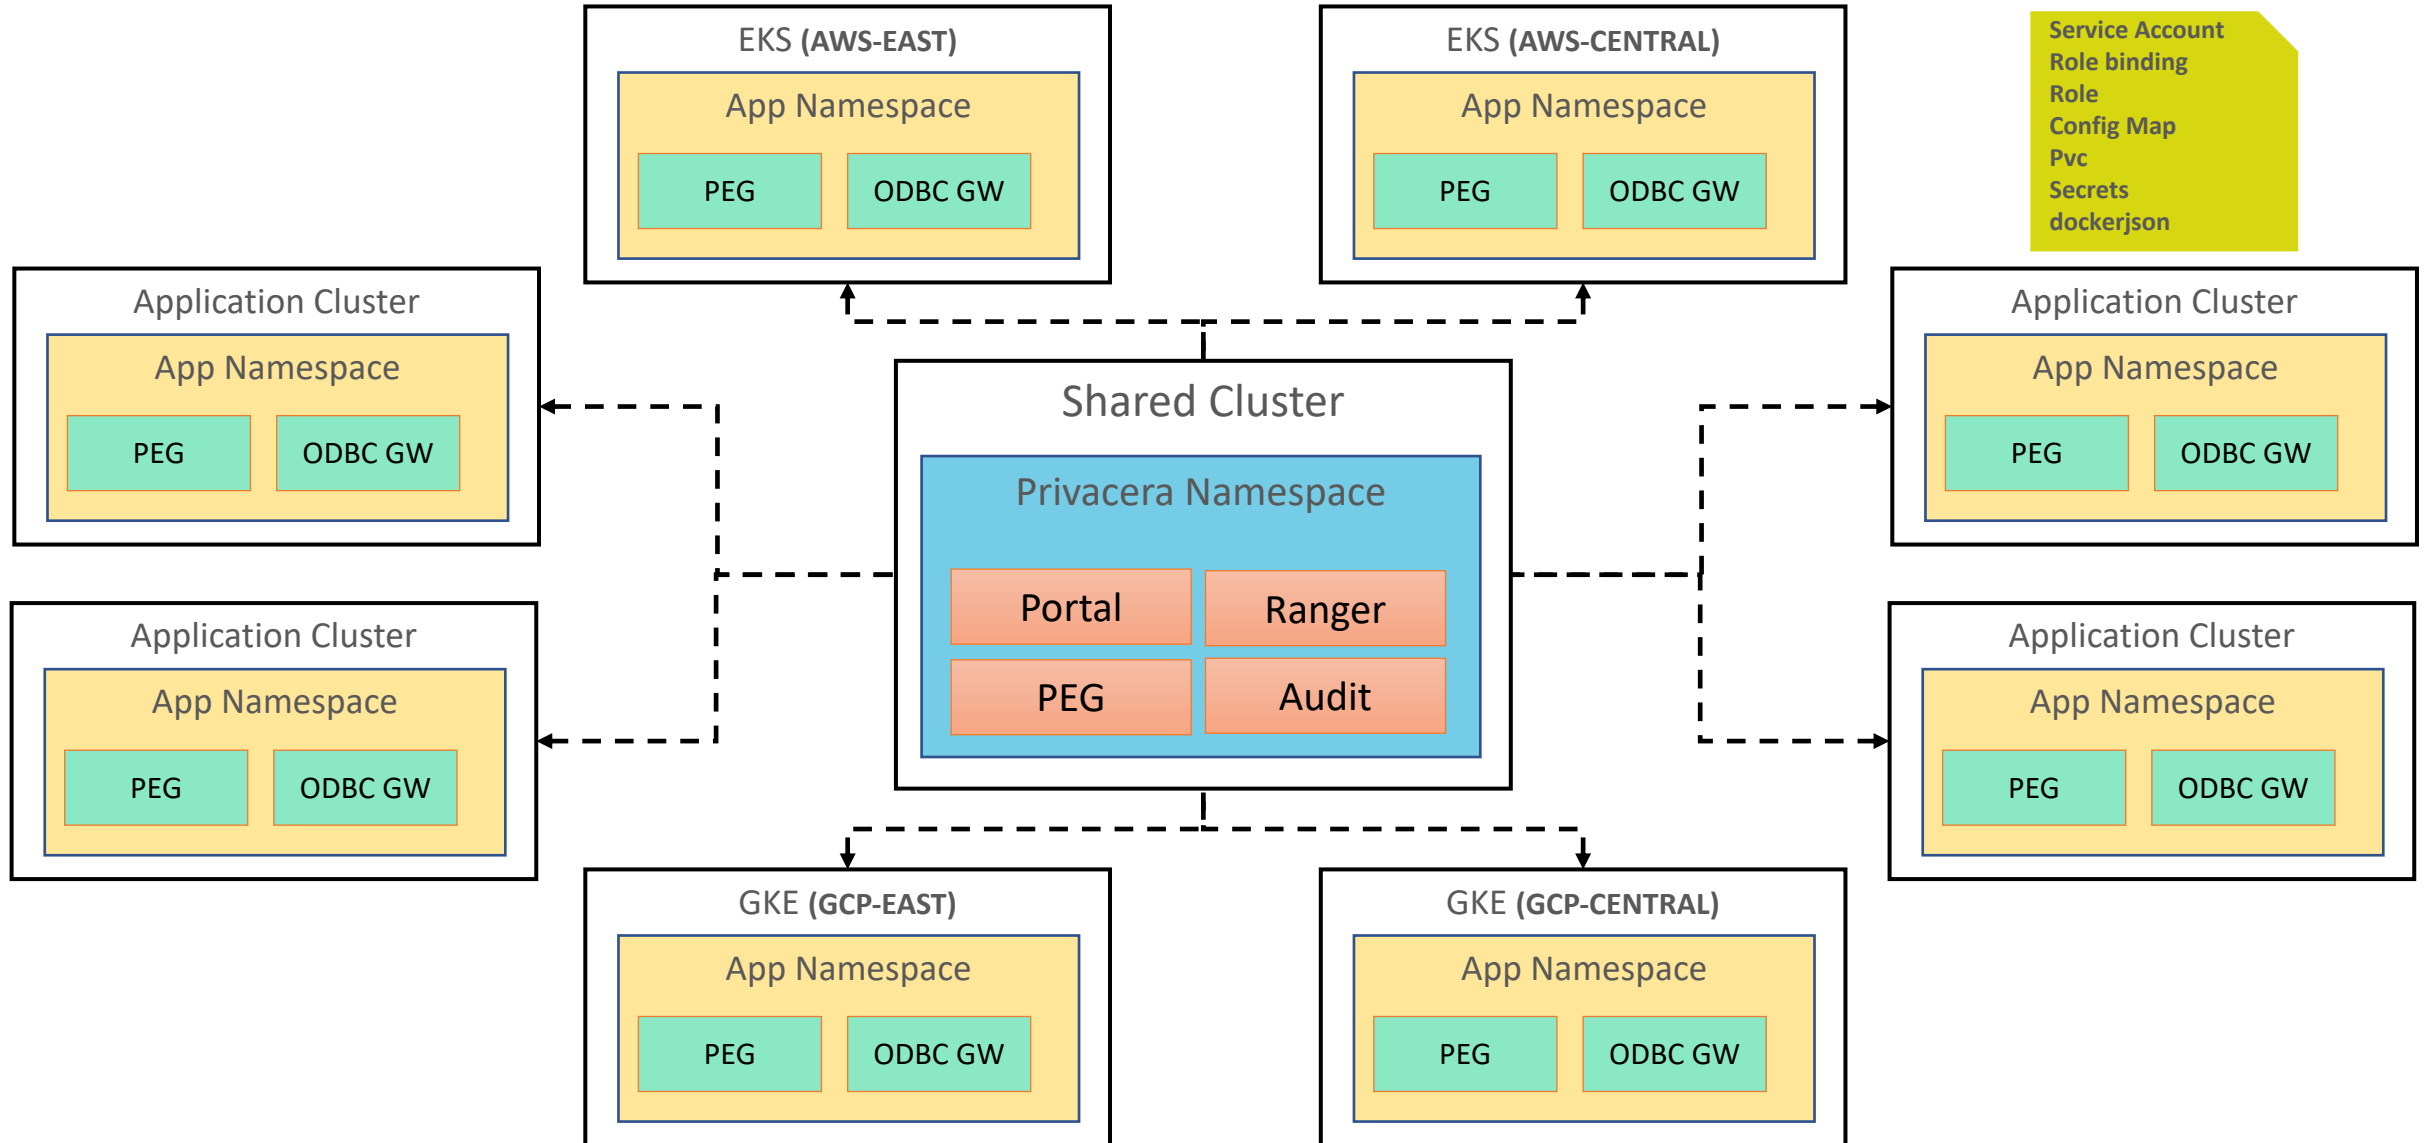 EKS (AWS-EAST)
App Namespace
PEG
ODBC GW
EKS (AWS-CENTRAL)
App Namespace
PEG
ODBC GW
Service Account
Role binding
Role
Config Map
Pvc
Secrets
dockerjson
Application Cluster
App Namespace
PEG
ODBC GW
Shared Cluster
Privacera Namespace
Portal
Ranger
PEG
Audit
Application Cluster
App Namespace
PEG
ODBC GW
Application Cluster
App Namespace
PEG
ODBC GW
Application Cluster
App Namespace
PEG
ODBC GW
GKE (GCP-EAST)
App Namespace
PEG
ODBC GW
GKE (GCP-CENTRAL)
App Namespace
PEG
ODBC GW